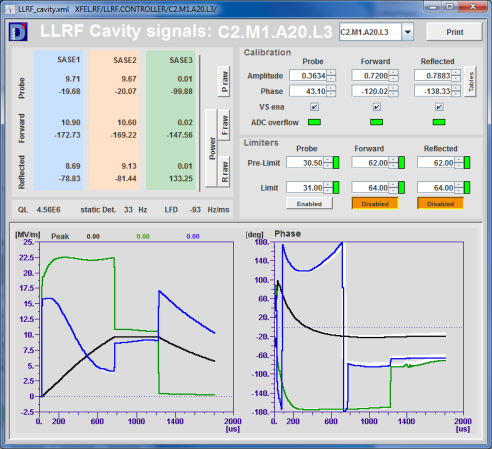 LLRF_cavity.xml XFEL.RF/LLRF.CONTROLLER/C2.M1.A20.L3/
LLRF Cavity signals: C2.M1.A20.L3
C2.M1.A20.L3
Print
SASE1 SASE2 SASE3
Probe
9.71 9.67 0.01
-19.68 -20.07 -99.88
Forward
10.90 10.60 0.02
-172.73 -169.22 -147.56
Reflected
8.69 9.13 0.01
-78.83 -81.44 133.25
Power
P raw
F raw
R raw
QL 4.56E6 static Det. 33 Hz LFD -93 Hz/ms
Calibration
Probe Forward Reflected
Amplitude 0.3634 0.7200 0.7883
Phase 43.10 -120.02 -138.33
Tables
VS ena
ADC overflow
Limiters
Probe Forward Reflected
Pre-Limit 30.50 62.00 62.00
Limit 31.00 64.00 64.00
Enabled Disabled Disabled
[MV/m] Peak 0.00 0.00 0.00
25.
22.5
20.
17.5
15.
12.5
10.
7.5
5.
2.5
0.
-2.5
0. 200 600 1000 1400 2000
[us]
[deg] Phase
180.
140.
100.
60.
20.
-20.
-60.
-100.
-140.
-180.
0. 200 600 1000 1400 2000
[us]